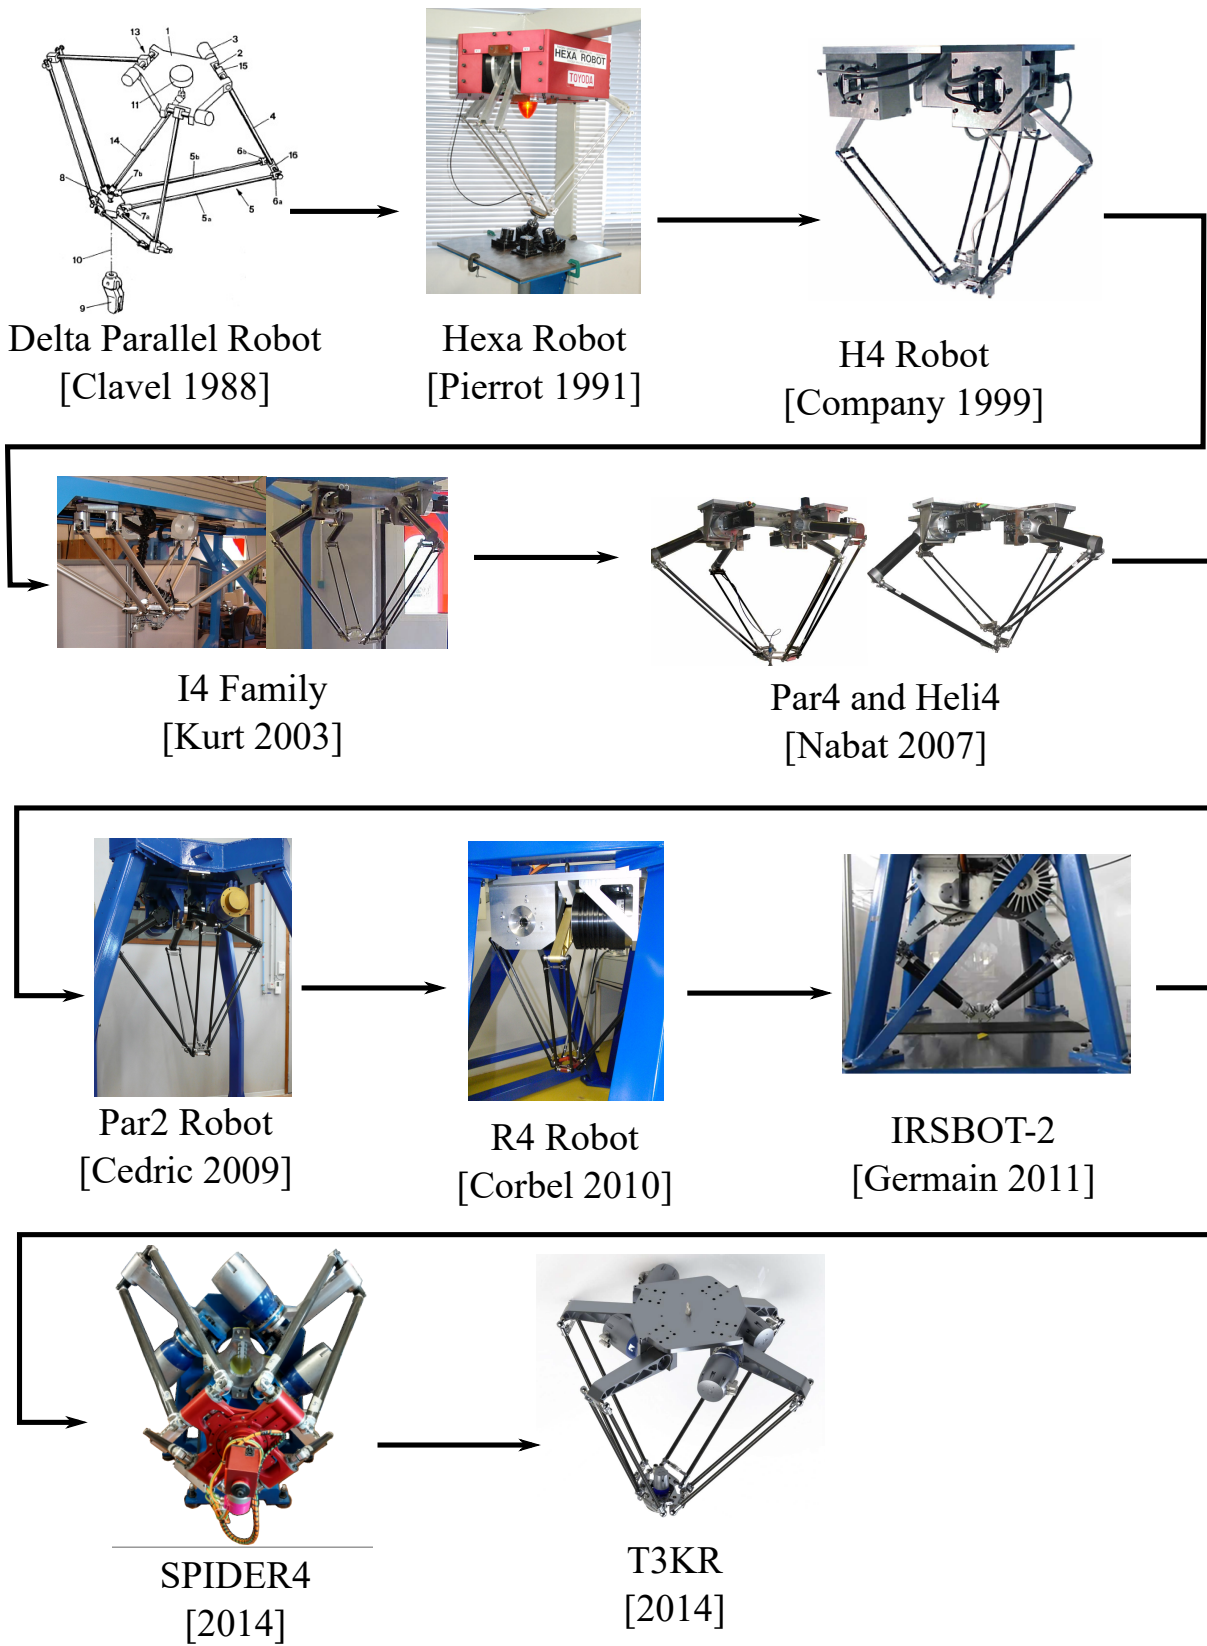 13
1
3
2
15
11
4
14
5b
6b
16
7b
8
6a
5
7a
5a
10
9
HEXA ROBOT
TOYODA
Delta Parallel Robot
[Clavel 1988]
Hexa Robot
[Pierrot 1991]
H4 Robot
[Company 1999]
I4 Family
[Kurt 2003]
Par4 and Heli4
[Nabat 2007]
Par2 Robot
[Cedric 2009]
R4 Robot
[Corbel 2010]
IRSBOT-2
[Germain 2011]
SPIDER4
[2014]
T3KR
[2014]